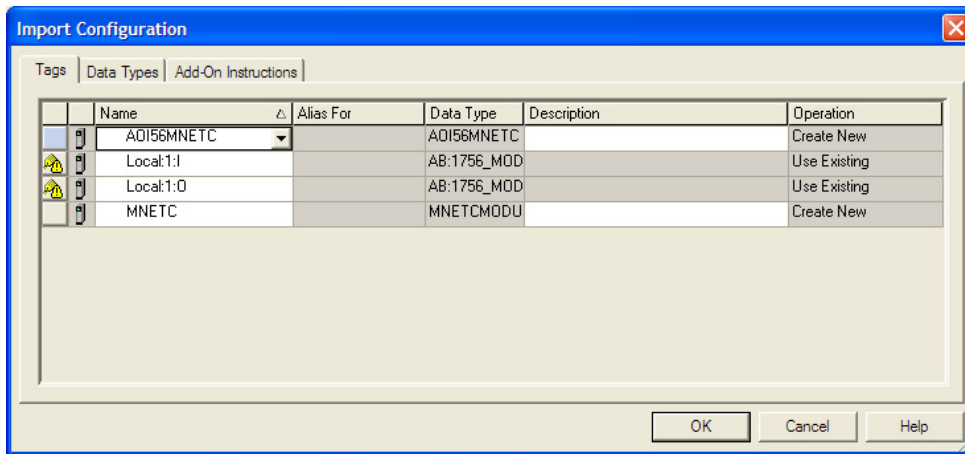 Import Configuration
Tags Data Types Add-On Instructions
Name Alias For Data Type Description Operation
AOI56MNETC AOI56MNETC Create New
Local:1:I AB:1756_MOD Use Existing
Local:1:O AB:1756_MOD Use Existing
MNETC MNETCMODU Create New
OK Cancel Help